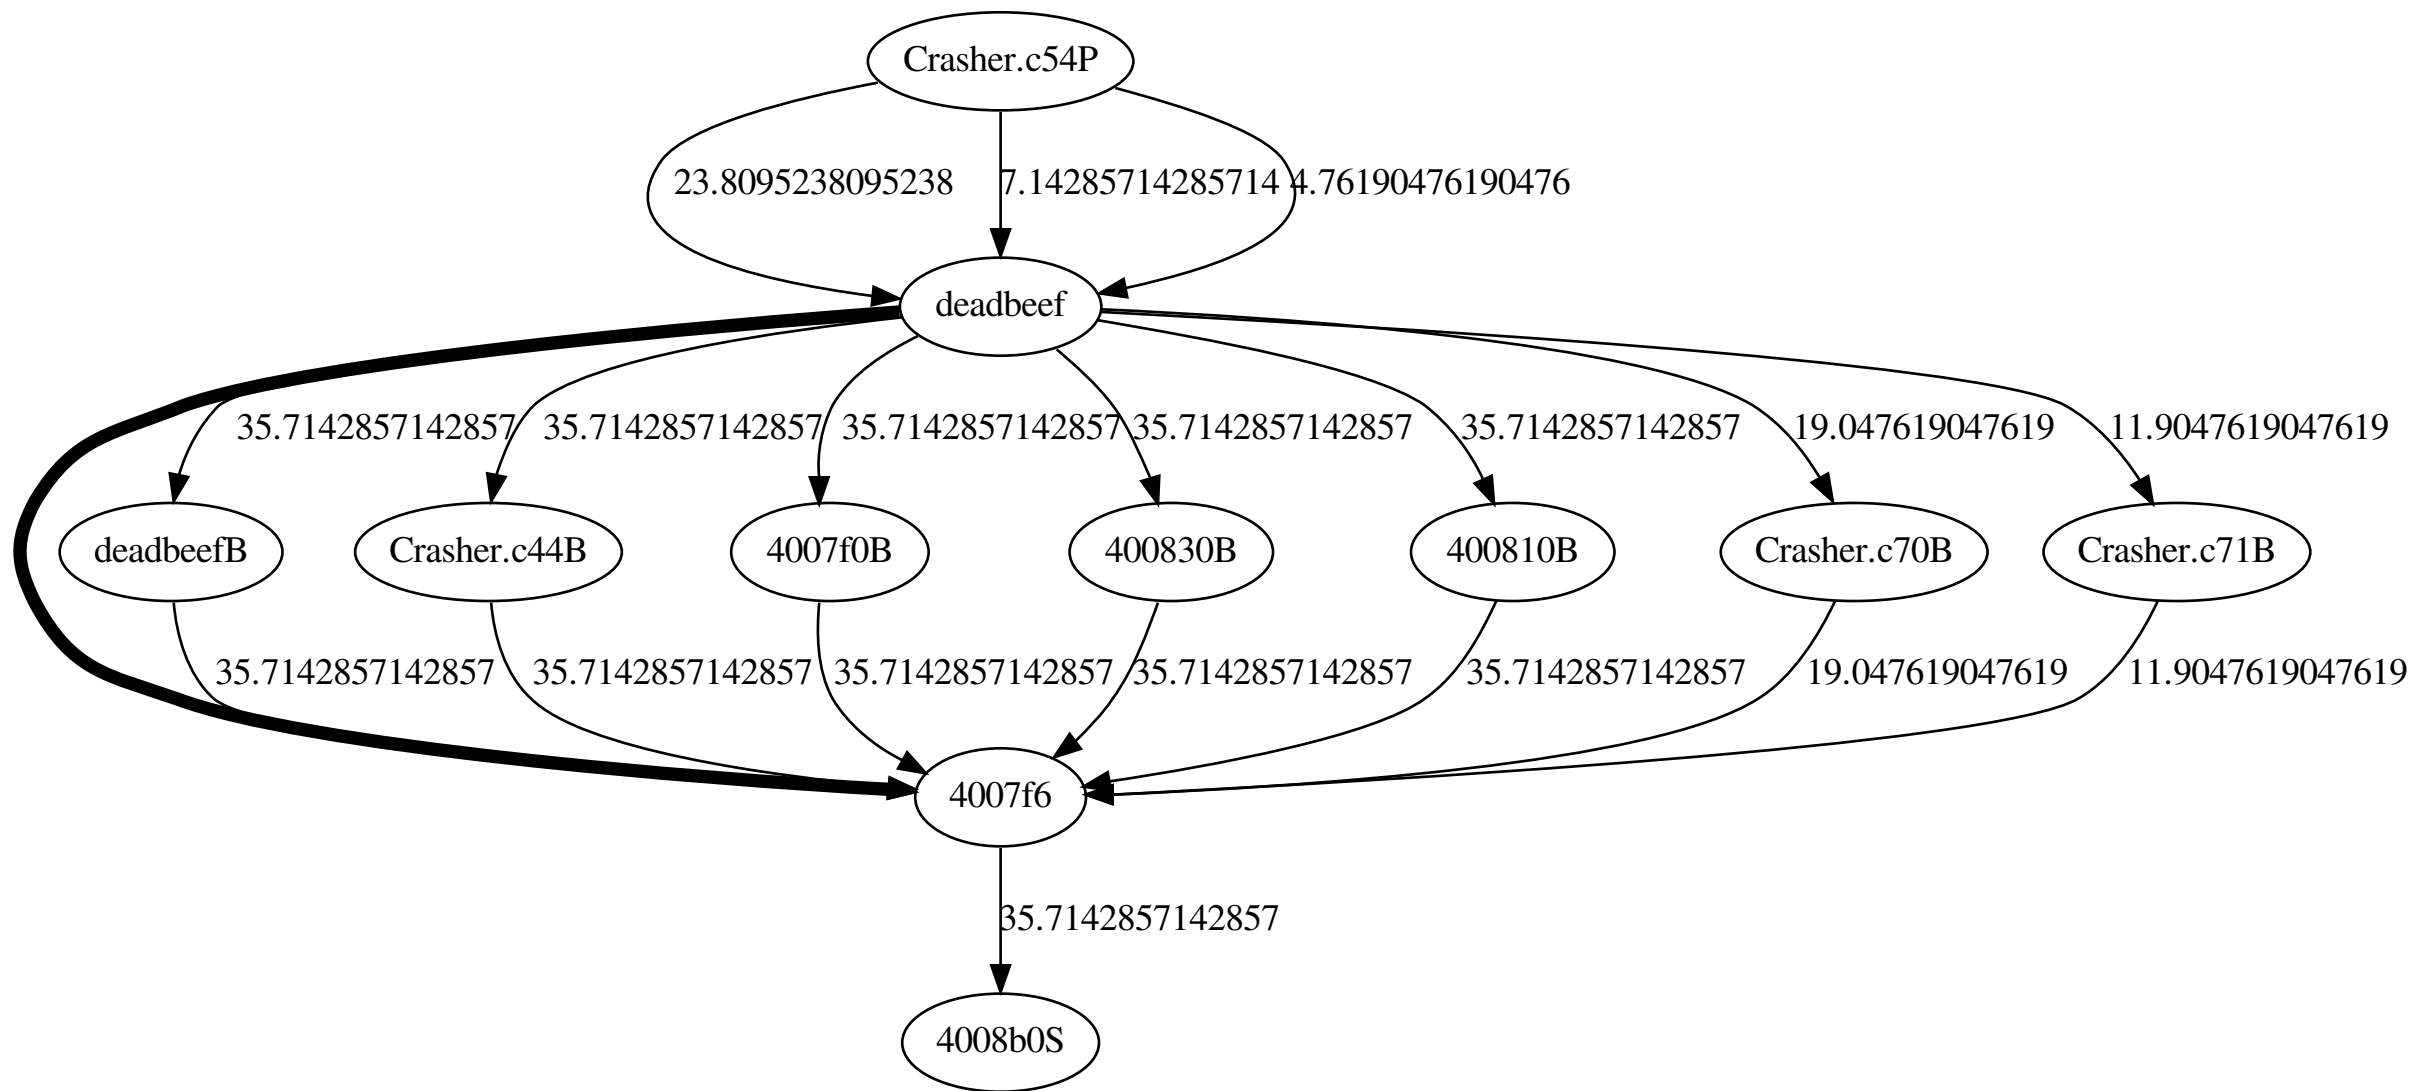 Crasher.c54P
23.8095238095238 7.14285714285714 4.76190476190476
deadbeef
35.7142857142857 35.7142857142857 35.7142857142857 35.7142857142857 35.7142857142857 19.047619047619 11.9047619047619
deadbeefB Crasher.c44B 4007f0B 400830B 400810B Crasher.c70B Crasher.c71B
35.7142857142857 35.7142857142857 35.7142857142857 35.7142857142857 35.7142857142857 19.047619047619 11.9047619047619
4007f6
35.7142857142857
4008b0S